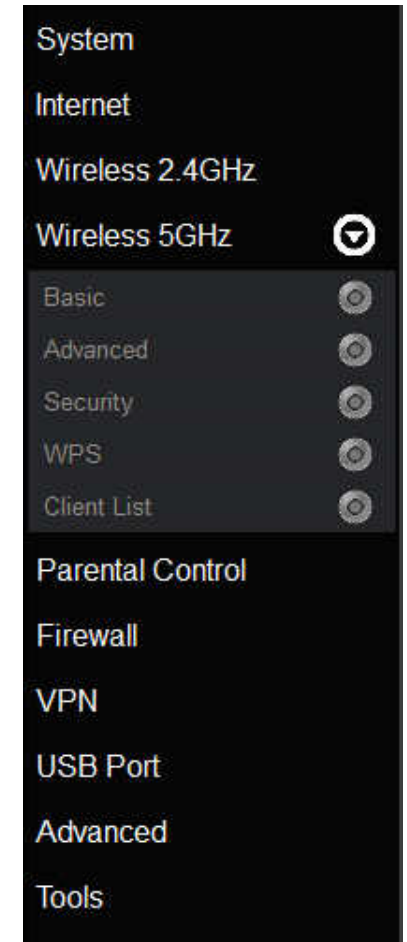 System
Internet
Wireless 2.4GHz
Wireless 5GHz
Basic
Advanced
Security
WPS
Client List
Parental Control
Firewall
VPN
USB Port
Advanced
Tools